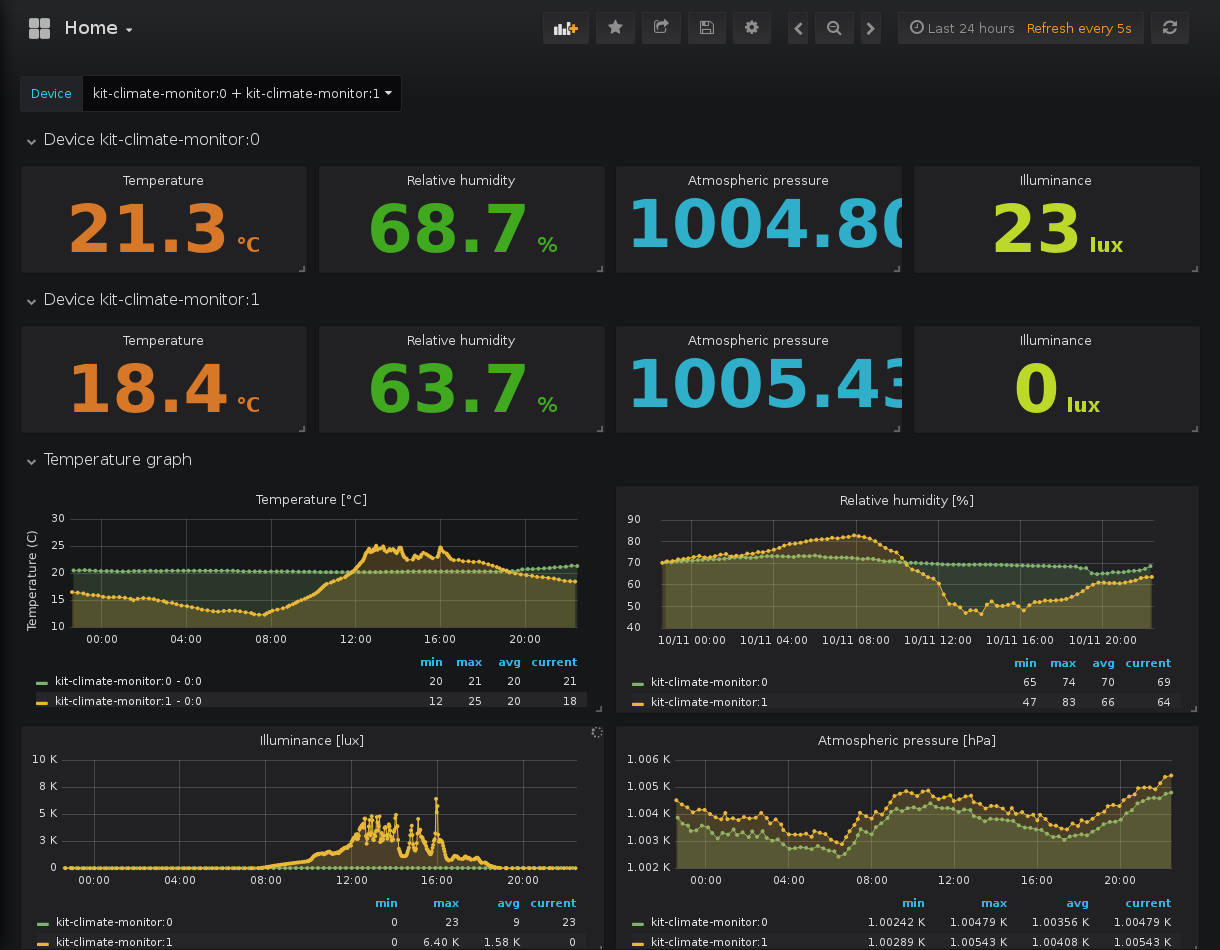 Home
Last 24 hours Refresh every 5s
Device kit-climate-monitor:0 + kit-climate-monitor:1
Device kit-climate-monitor:0
Temperature Relative humidity Atmospheric pressure Illuminance
21.3 °C 68.7 % 1004.80 23 lux
Device kit-climate-monitor:1
Temperature Relative humidity Atmospheric pressure Illuminance
18.4 °C 63.7 % 1005.43 0 lux
Temperature graph
Temperature [°C]
Temperature (C)
30
25
20
15
10
00:00 04:00 08:00 12:00 16:00 20:00
min max avg current
kit-climate-monitor:0 - 0:0 20 21 20 21
kit-climate-monitor:1 - 0:0 12 25 20 18
Relative humidity [%]
90
80
70
60
50
40
10/11 00:00 10/11 04:00 10/11 08:00 10/11 12:00 10/11 16:00 10/11 20:00
min max avg current
kit-climate-monitor:0 65 74 70 69
kit-climate-monitor:1 47 83 66 64
Illuminance [lux]
10 K
8 K
5 K
3 K
0
00:00 04:00 08:00 12:00 16:00 20:00
min max avg current
kit-climate-monitor:0 0 23 9 23
kit-climate-monitor:1 0 6.40 K 1.58 K 0
Atmospheric pressure [hPa]
1.006 K
1.005 K
1.004 K
1.003 K
1.002 K
00:00 04:00 08:00 12:00 16:00 20:00
min max avg current
kit-climate-monitor:0 1.00242 K 1.00479 K 1.00356 K 1.00479 K
kit-climate-monitor:1 1.00289 K 1.00543 K 1.00408 K 1.00543 K